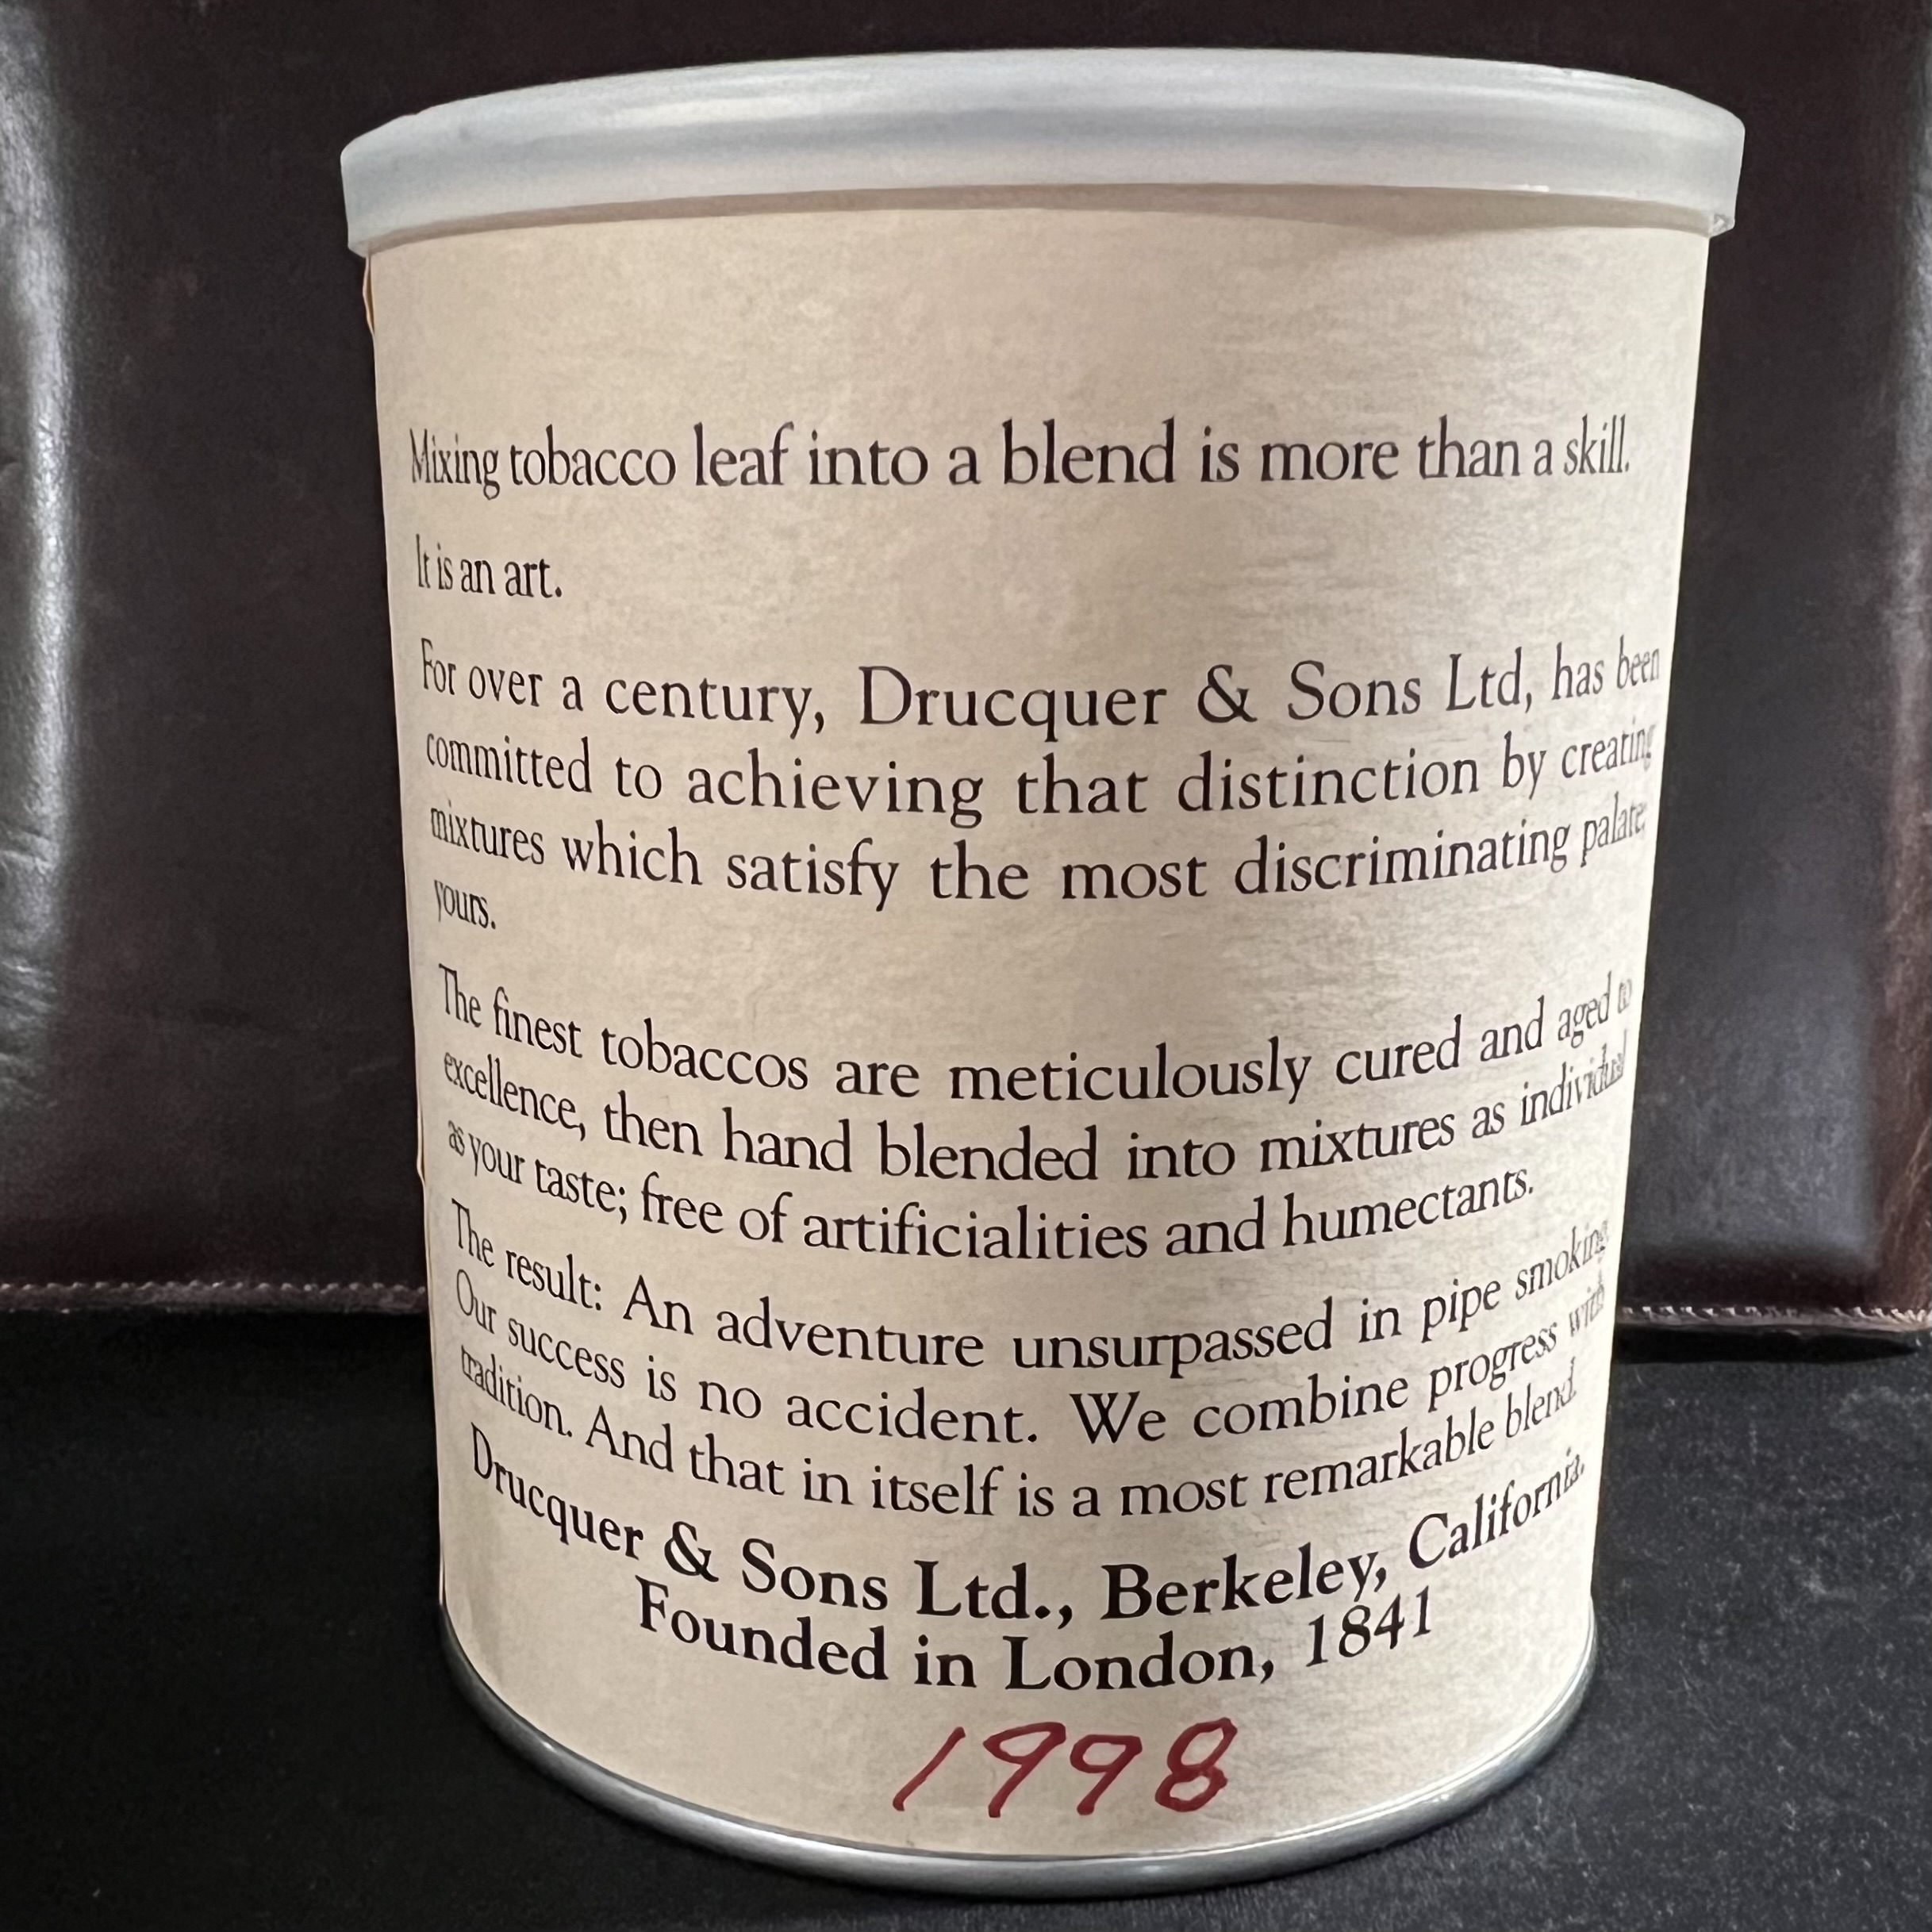 Mixing tobacco leaf into a blend is more than a skill.
It is an art.
For over a century, Drucquer & Sons Ltd, has been
committed to achieving that distinction by creating
mixtures which satisfy the most discriminating palate;
yours.
The finest tobaccos are meticulously cured and aged to
excellence, then hand blended into mixtures as individual
as your taste; free of artificialities and humectants.
The result: An adventure unsurpassed in pipe smoking.
Our success is no accident. We combine progress with
tradition. And that in itself is a most remarkable blend.
Drucquer & Sons Ltd., Berkeley, California.
Founded in London, 1841
1998